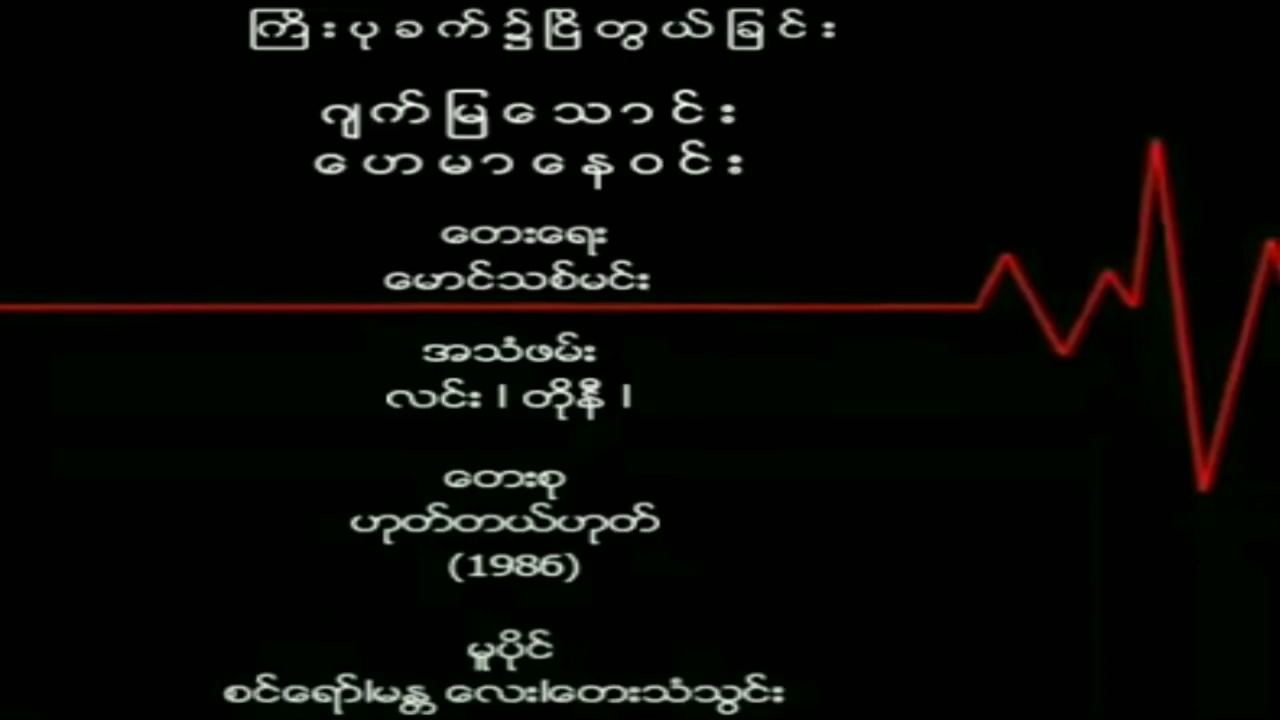 ကြိးပုခက်၌ငြိတွယ်ခြင်း
ဂျက်မြသောင်း
ဟေမာနေဝင်း
တေးရေး
မောင်သစ်မင်း
အသံဖမ်း
လင်း၊ တိုနီ၊
တေးစု
ဟုတ်တယ်ဟုတ်
(1986)
မူပိုင်
စင်ရော်၊မန္တ လေး၊တေးသံသွင်း